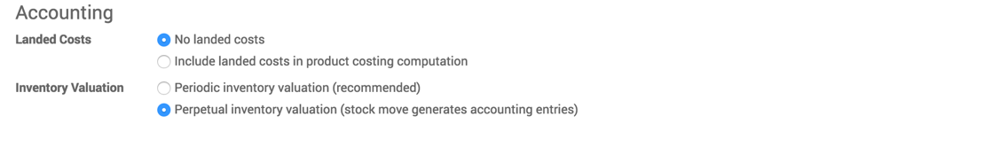 Accounting
Landed Costs No landed costs
Include landed costs in product costing computation
Inventory Valuation Periodic inventory valuation (recommended)
Perpetual inventory valuation (stock move generates accounting entries)